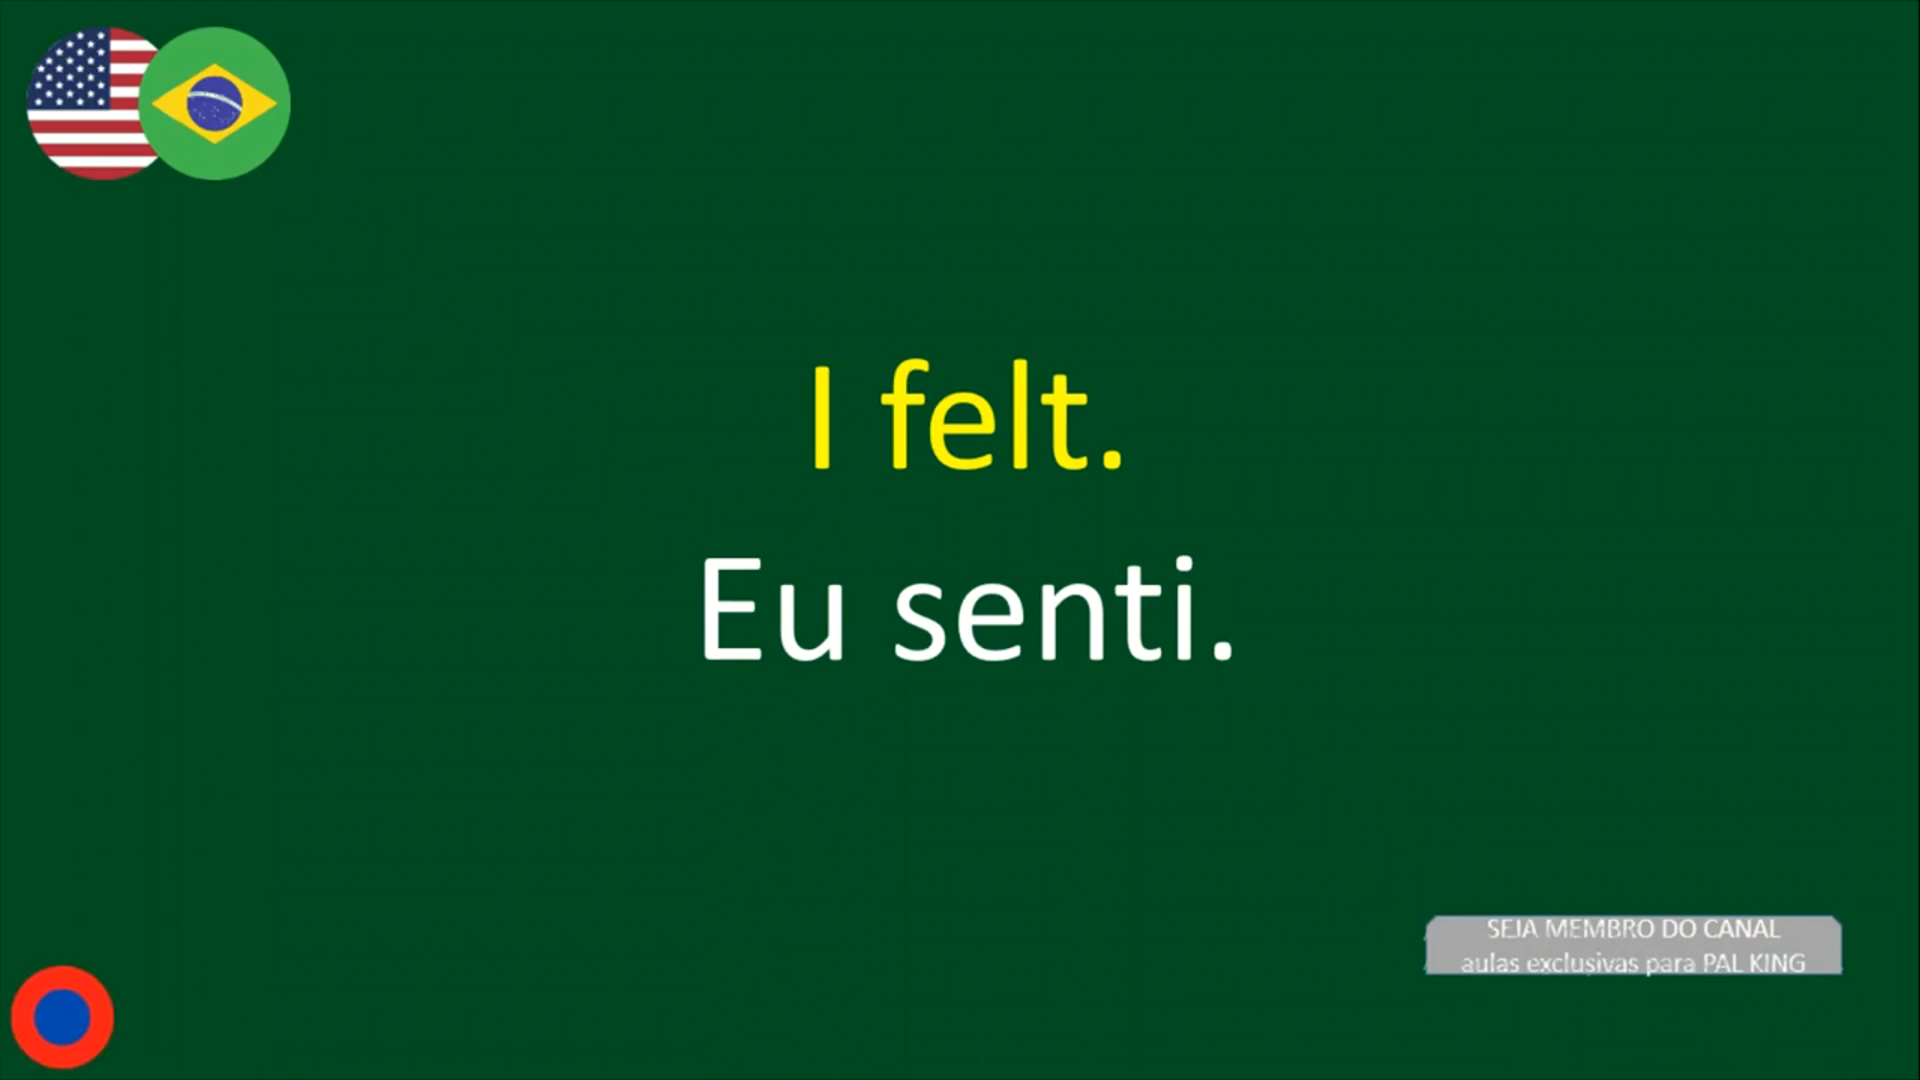 I felt.
Eu senti.
SEJA MEMBRO DO CANAL
aulas exclusivas para PAL KING